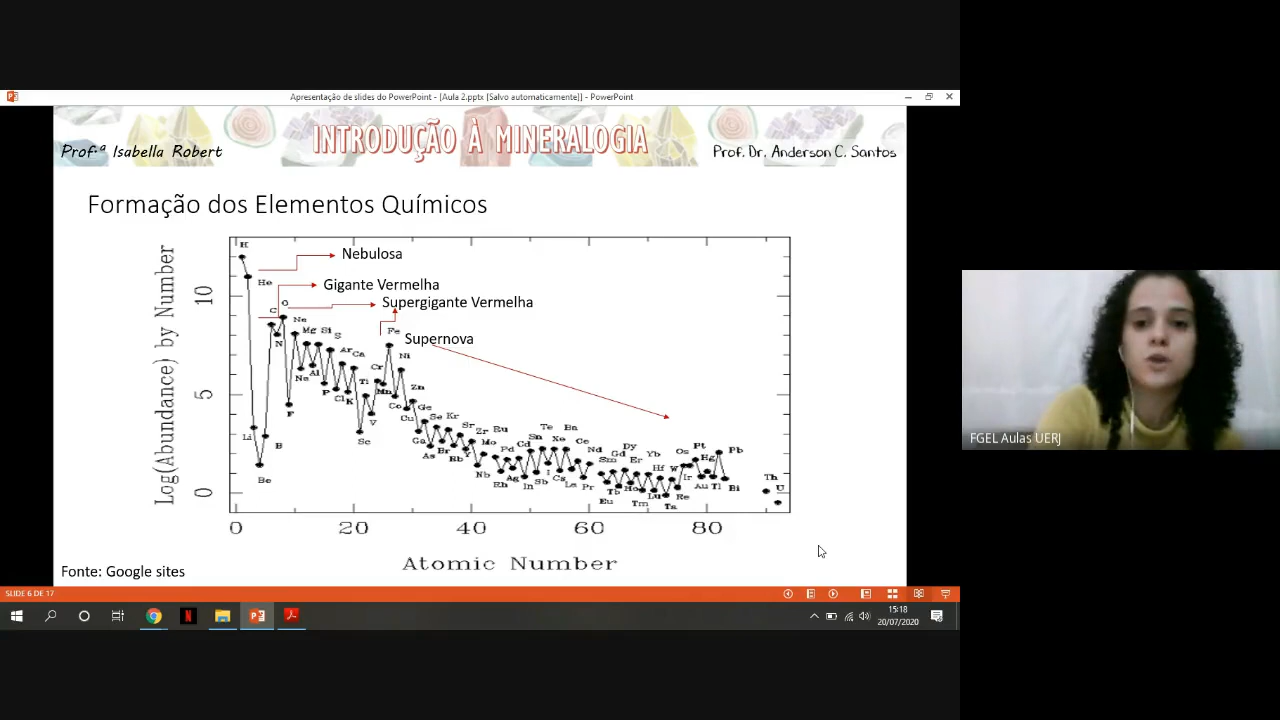 Apresentação de slides do PowerPoint - [Aula 2.pptx [Salvo automaticamente]] - PowerPoint
INTRODUÇÃO À MINERALOGIA
Prof.ª Isabella Robert
Prof. Dr. Anderson C. Santos
Formação dos Elementos Químicos
Nebulosa
Gigante Vermelha
Supergigante Vermelha
Supernova
Log(Abundance) by Number
10
5
0
H
He
Li
Be
B
C
N
O
F
Ne
Na
Mg
Al
Si
P
S
Cl
Ar
K
Ca
Sc
Ti
V
Cr
Mn
Fe
Co
Ni
Cu
Zn
Ga
Ge
As
Se
Br
Kr
Rb
Sr
Y
Zr
Nb
Mo
Ru
Rh
Pd
Ag
Cd
In
Sn
Sb
Te
I
Xe
Cs
Ba
La
Ce
Pr
Nd
Sm
Eu
Gd
Tb
Dy
Ho
Er
Tm
Yb
Lu
Hf
Ta
W
Re
Os
Ir
Pt
Au
Hg
Tl
Pb
Bi
Th
U
0 20 40 60 80
Atomic Number
Fonte: Google sites
SLIDE 6 DE 17
15:18
20/07/2020
FGEL Aulas UERJ